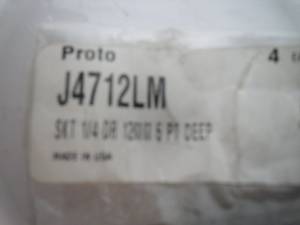 Proto 4
J4712LM
SKT 1/4 DR 12MM 6 PT DEEP
MADE IN USA